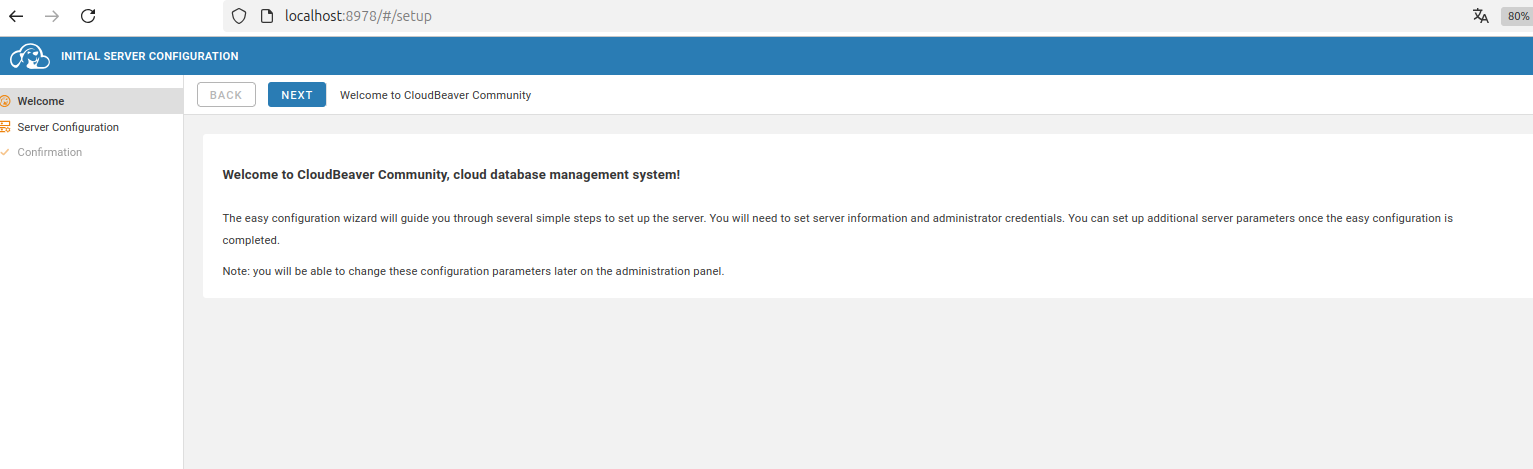 localhost:8978/#/setup
80%
INITIAL SERVER CONFIGURATION
Welcome
Server Configuration
Confirmation
BACK
NEXT
Welcome to CloudBeaver Community
Welcome to CloudBeaver Community, cloud database management system!
The easy configuration wizard will guide you through several simple steps to set up the server. You will need to set server information and administrator credentials. You can set up additional server parameters once the easy configuration is
completed.
Note: you will be able to change these configuration parameters later on the administration panel.